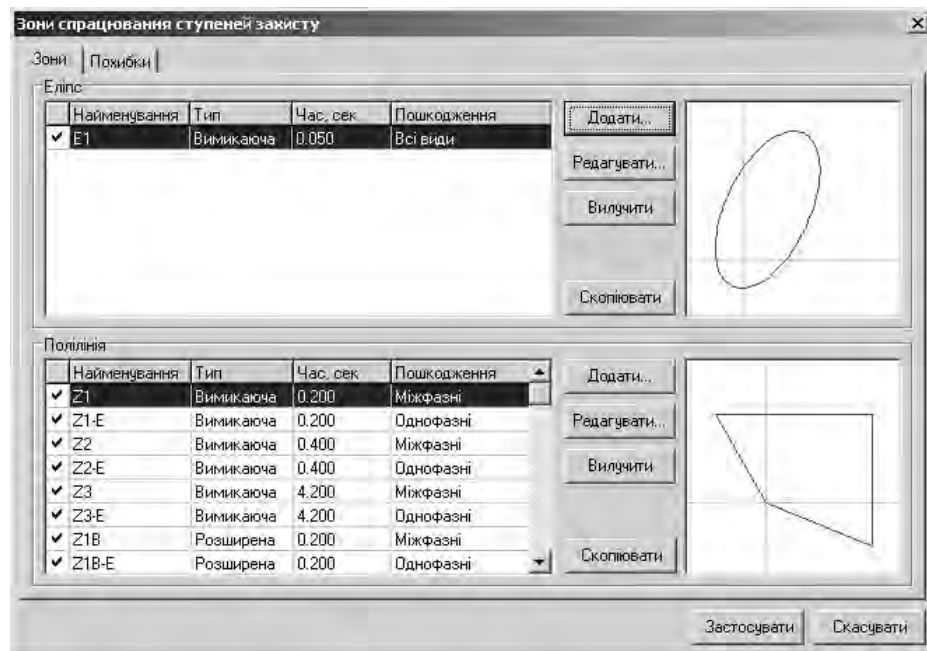 Зони спрацювання ступеней захисту
Зони Похибки
Еліпс
Найменування Тип Час, сек Пошкодження
E1 Вимикаюча 0.050 Всі види
Додати...
Редагувати...
Вилучити
Скопіювати
Полілінія
Найменування Тип Час, сек Пошкодження
Z1 Вимикаюча 0.200 Міжфазні
Z1-E Вимикаюча 0.200 Однофазні
Z2 Вимикаюча 0.400 Міжфазні
Z2-E Вимикаюча 0.400 Однофазні
Z3 Вимикаюча 4.200 Міжфазні
Z3-E Вимикаюча 4.200 Однофазні
Z1B Розширена 0.200 Міжфазні
Z1B-E Розширена 0.200 Однофазні
Додати...
Редагувати...
Вилучити
Скопіювати
Застосувати Скасувати